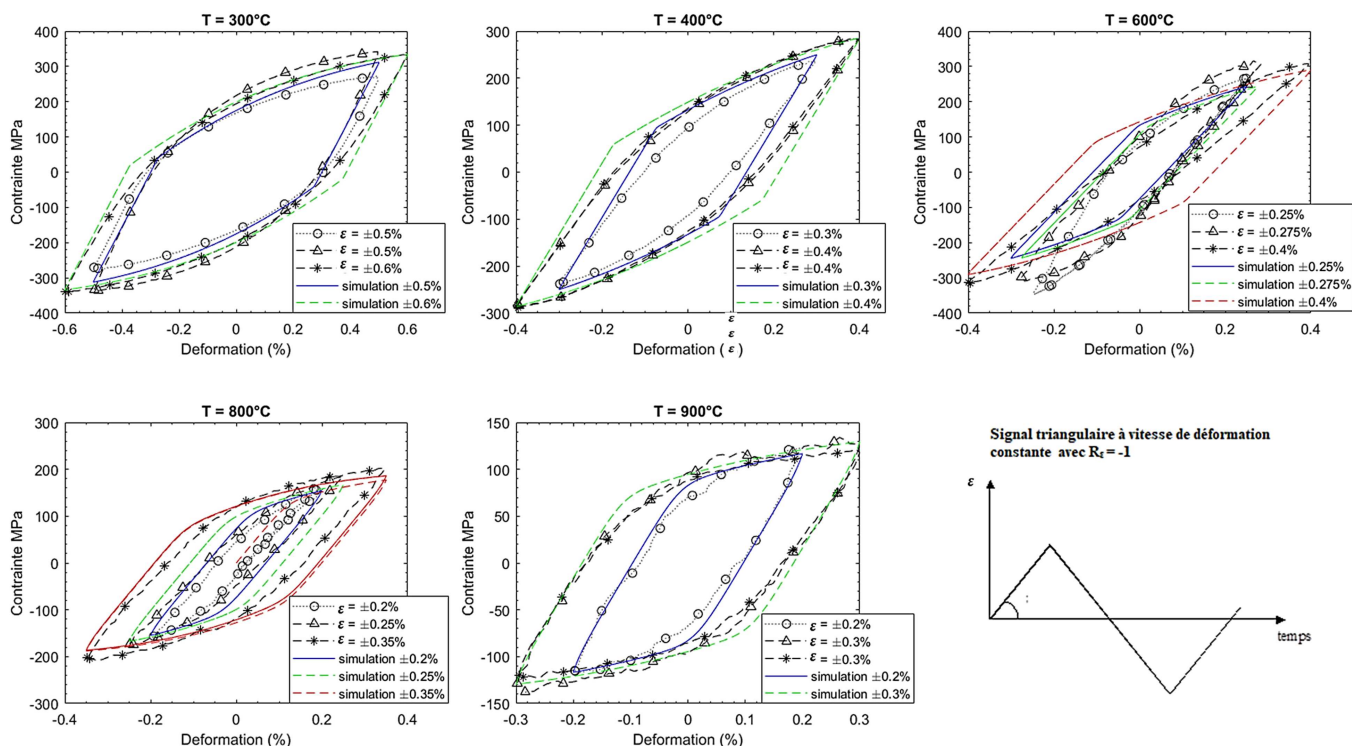 T = 300°C
400
300
200
100
0
-100
-200
-300
-400
Contrainte MPa
-0.6
-0.4
-0.2
0
0.2
0.4
0.6
Deformation (%)
ε = ±0.5%
ε = ±0.5%
ε = ±0.6%
simulation ±0.5%
simulation ±0.6%
T = 400°C
300
200
100
0
-100
-200
-300
Contrainte MPa
-0.4
-0.2
0
0.2
0.4
Deformation ( ε )
ε
ε
ε = ±0.3%
ε = ±0.4%
ε = ±0.4%
simulation ±0.3%
simulation ±0.4%
T = 600°C
400
300
200
100
0
-100
-200
-300
-400
Contrainte MPa
-0.4
-0.2
0
0.2
0.4
Deformation (%)
ε = ±0.25%
ε = ±0.275%
ε = ±0.4%
simulation ±0.25%
simulation ±0.275%
simulation ±0.4%
T = 800°C
300
200
100
0
-100
-200
-300
Contrainte MPa
-0.4
-0.2
0
0.2
0.4
Deformation (%)
ε = ±0.2%
ε = ±0.25%
ε = ±0.35%
simulation ±0.2%
simulation ±0.25%
simulation ±0.35%
T = 900°C
150
100
50
0
-50
-100
-150
Contrainte MPa
-0.3
-0.2
-0.1
0
0.1
0.2
0.3
Deformation (%)
ε = ±0.2%
ε = ±0.3%
ε = ±0.3%
simulation ±0.2%
simulation ±0.3%
Signal triangulaire à vitesse de déformation
constante avec Rε = -1
ε
temps